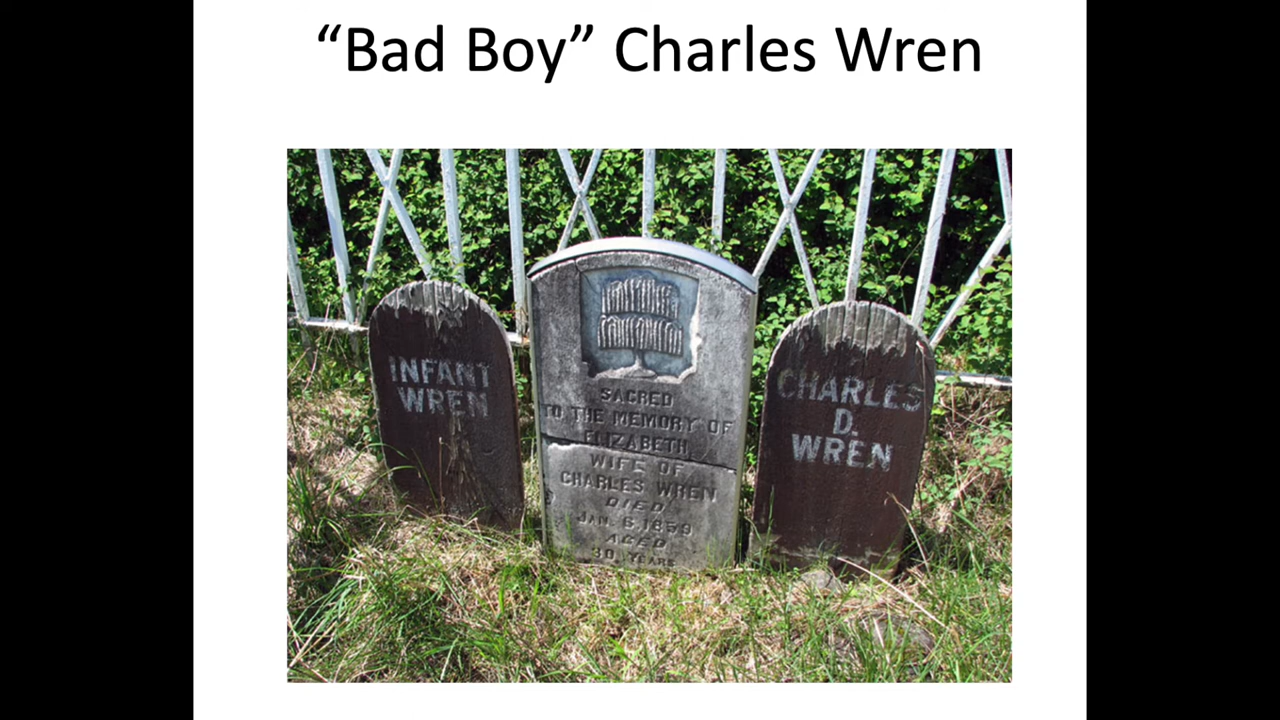 “Bad Boy” Charles Wren
INFANT
WREN
SACRED
TO THE MEMORY OF
ELIZABETH
WIFE OF
CHARLES WREN
DIED
JAN. 6, 1859
AGED
30 YEARS
CHARLES
D.
WREN